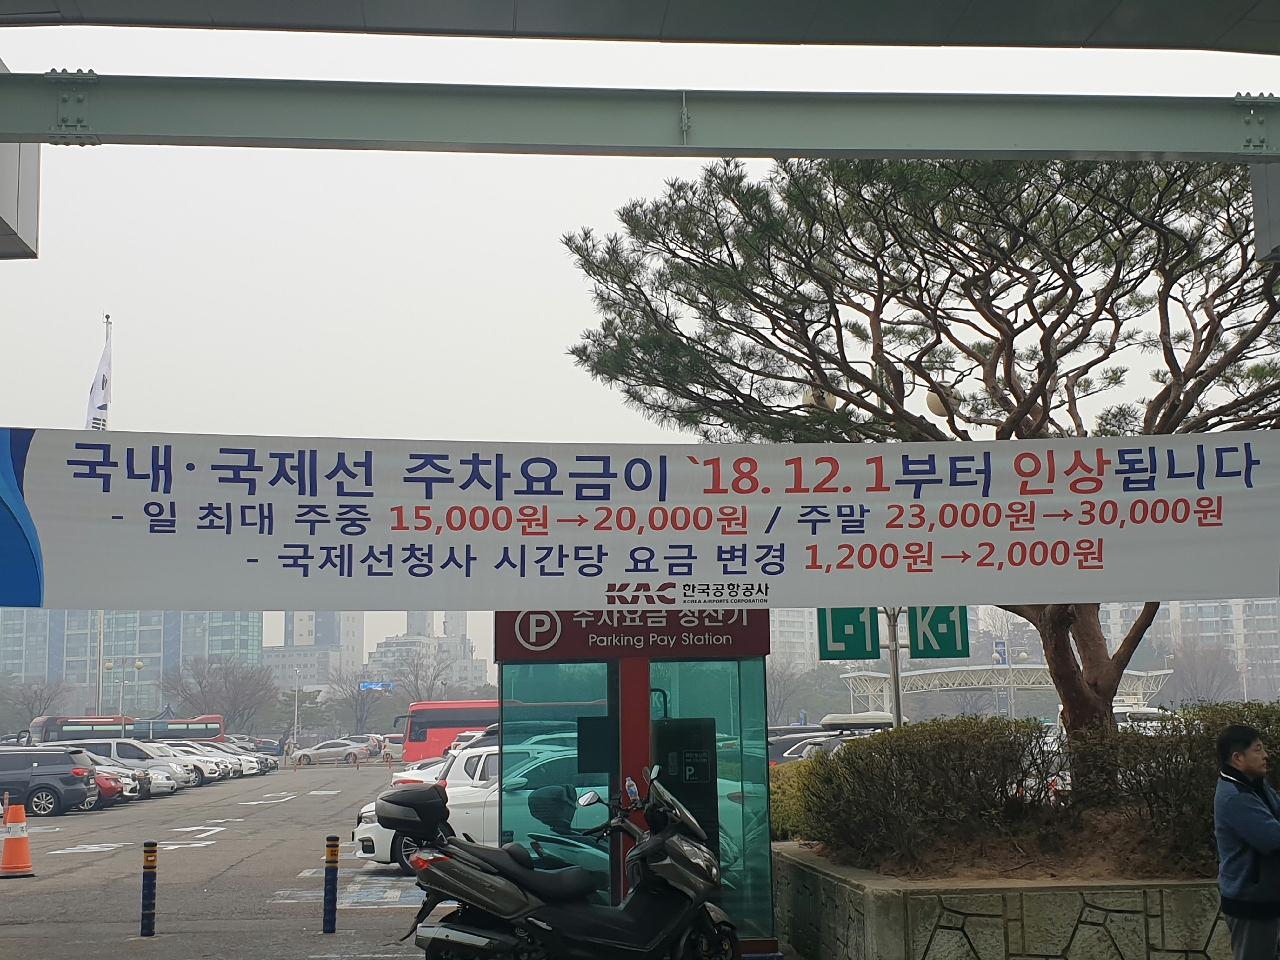 국내·국제선 주차요금이 `18.12.1부터 인상됩니다
- 일 최대 주중 15,000원→20,000원 / 주말 23,000원→30,000원
- 국제선청사 시간당 요금 변경 1,200원→2,000원
KAC 한국공항공사
KOREA AIRPORTS CORPORATION
P 주차요금 정산기
Parking Pay Station
L·1 K·1
P